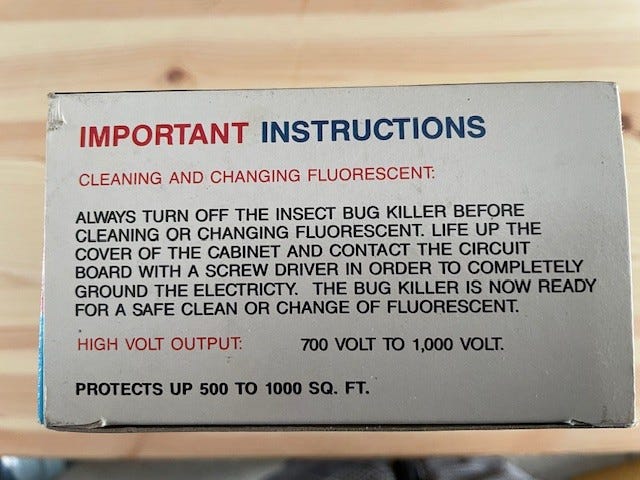 IMPORTANT INSTRUCTIONS
CLEANING AND CHANGING FLUORESCENT:
ALWAYS TURN OFF THE INSECT BUG KILLER BEFORE
CLEANING OR CHANGING FLUORESCENT. LIFE UP THE
COVER OF THE CABINET AND CONTACT THE CIRCUIT
BOARD WITH A SCREW DRIVER IN ORDER TO COMPLETELY
GROUND THE ELECTRICTY. THE BUG KILLER IS NOW READY
FOR A SAFE CLEAN OR CHANGE OF FLUORESCENT.
HIGH VOLT OUTPUT: 700 VOLT TO 1,000 VOLT.
PROTECTS UP 500 TO 1000 SQ. FT.